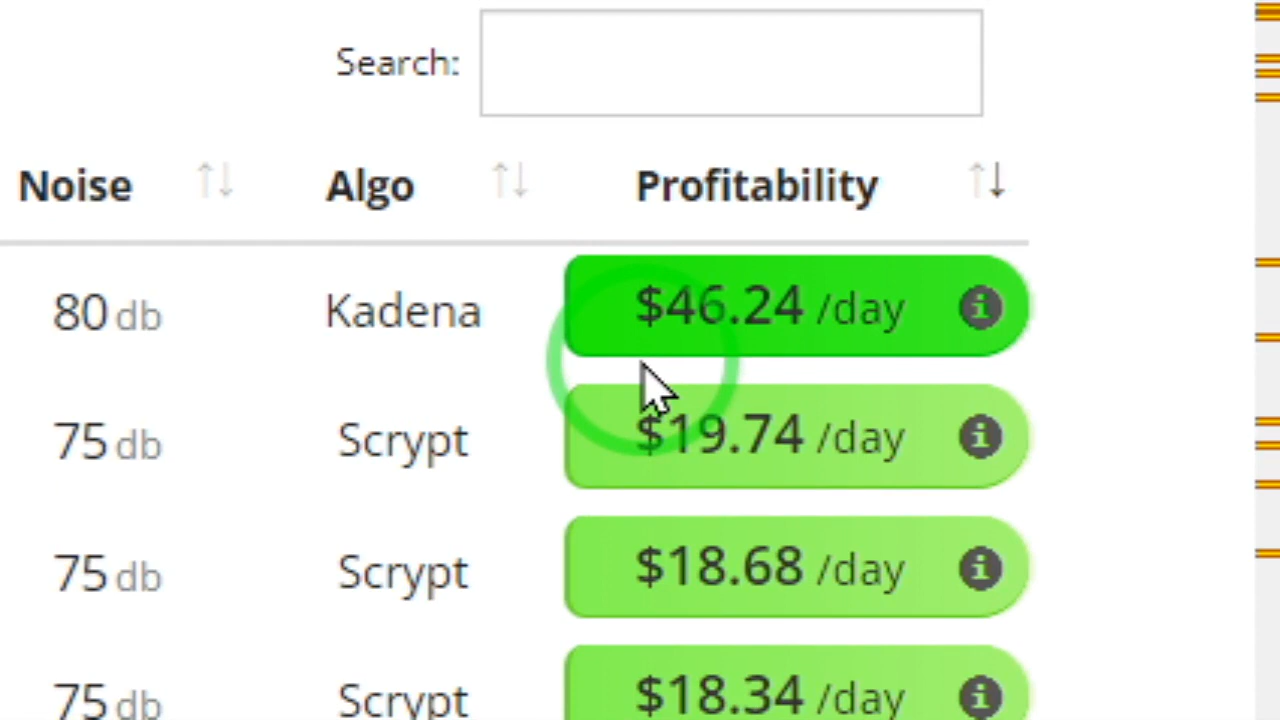 Search:
Noise Algo Profitability
80 db Kadena $46.24 /day
75 db Scrypt $19.74 /day
75 db Scrypt $18.68 /day
75 db Scrypt $18.34 /day